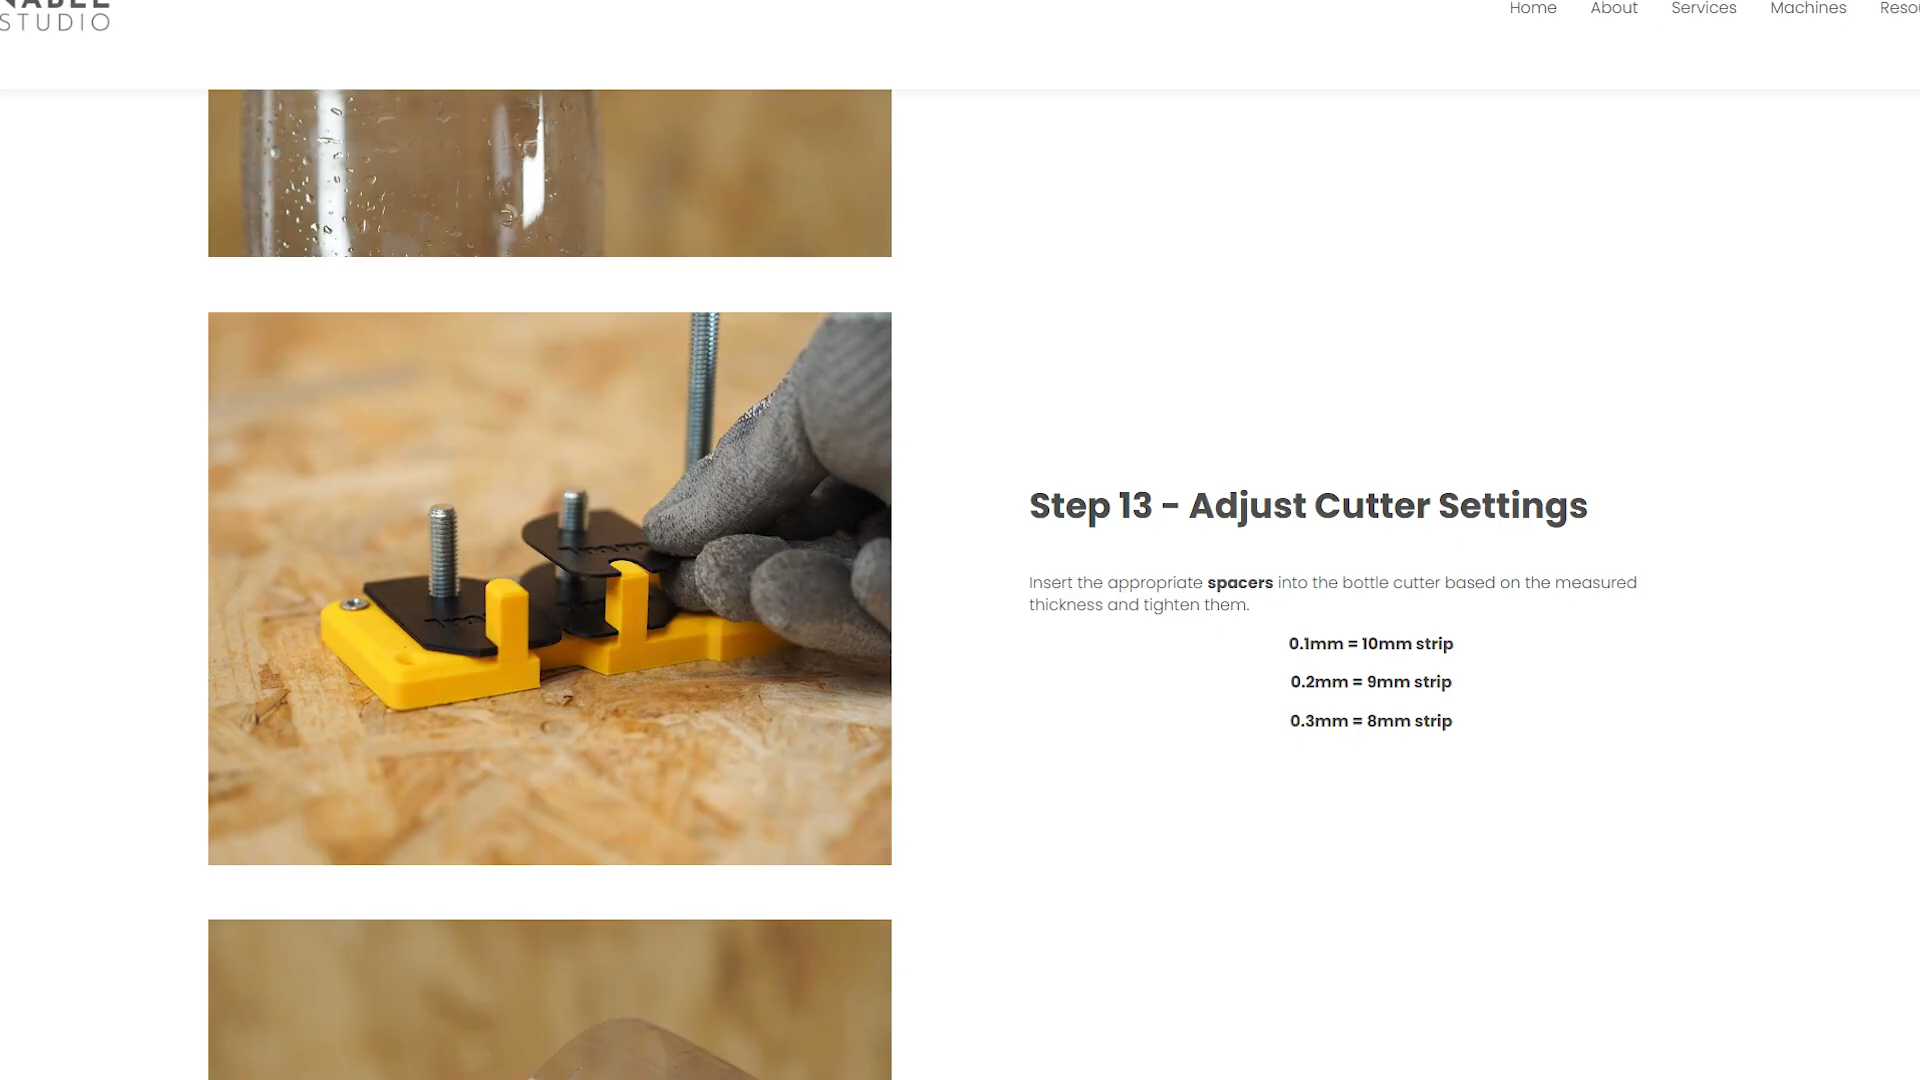 STUDIO
Home About Services Machines
Step 13 - Adjust Cutter Settings
Insert the appropriate spacers into the bottle cutter based on the measured
thickness and tighten them.
0.1mm = 10mm strip
0.2mm = 9mm strip
0.3mm = 8mm strip